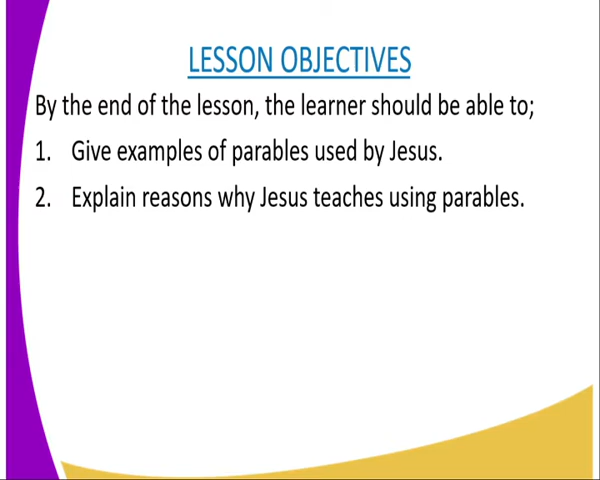 LESSON OBJECTIVES
By the end of the lesson, the learner should be able to;
1. Give examples of parables used by Jesus.
2. Explain reasons why Jesus teaches using parables.